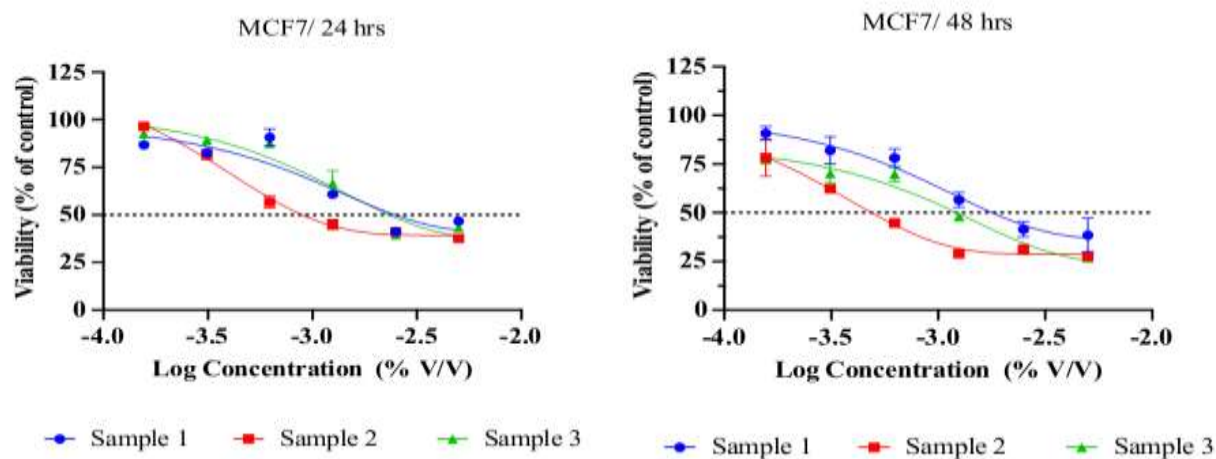 MCF7/ 24 hrs
Viability (% of control)
125
100
75
50
25
0
-4.0 -3.5 -3.0 -2.5 -2.0
Log Concentration (% V/V)
Sample 1 Sample 2 Sample 3
MCF7/ 48 hrs
Viability (% of control)
125
100
75
50
25
0
-4.0 -3.5 -3.0 -2.5 -2.0
Log Concentration (% V/V)
Sample 1 Sample 2 Sample 3